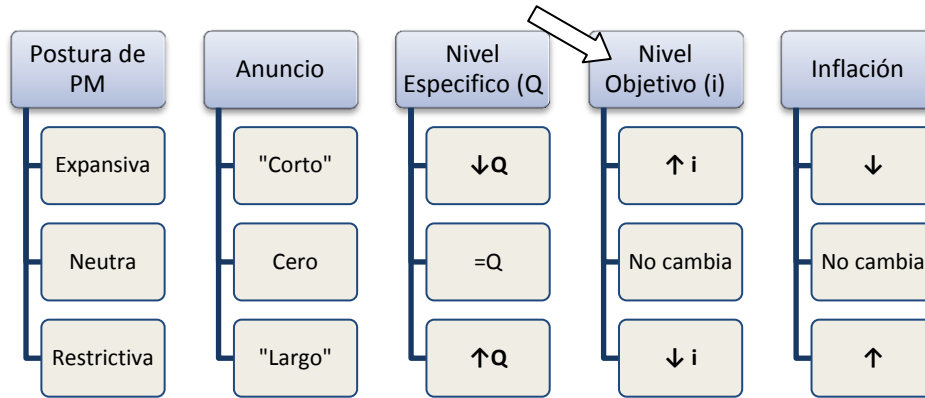 Postura de
PM
Expansiva
Neutra
Restrictiva
Anuncio
"Corto"
Cero
"Largo"
Nivel
Especifico (Q
↓Q
=Q
↑Q
Nivel
Objetivo (i)
↑ i
No cambia
↓ i
Inflación
↓
No cambia
↑